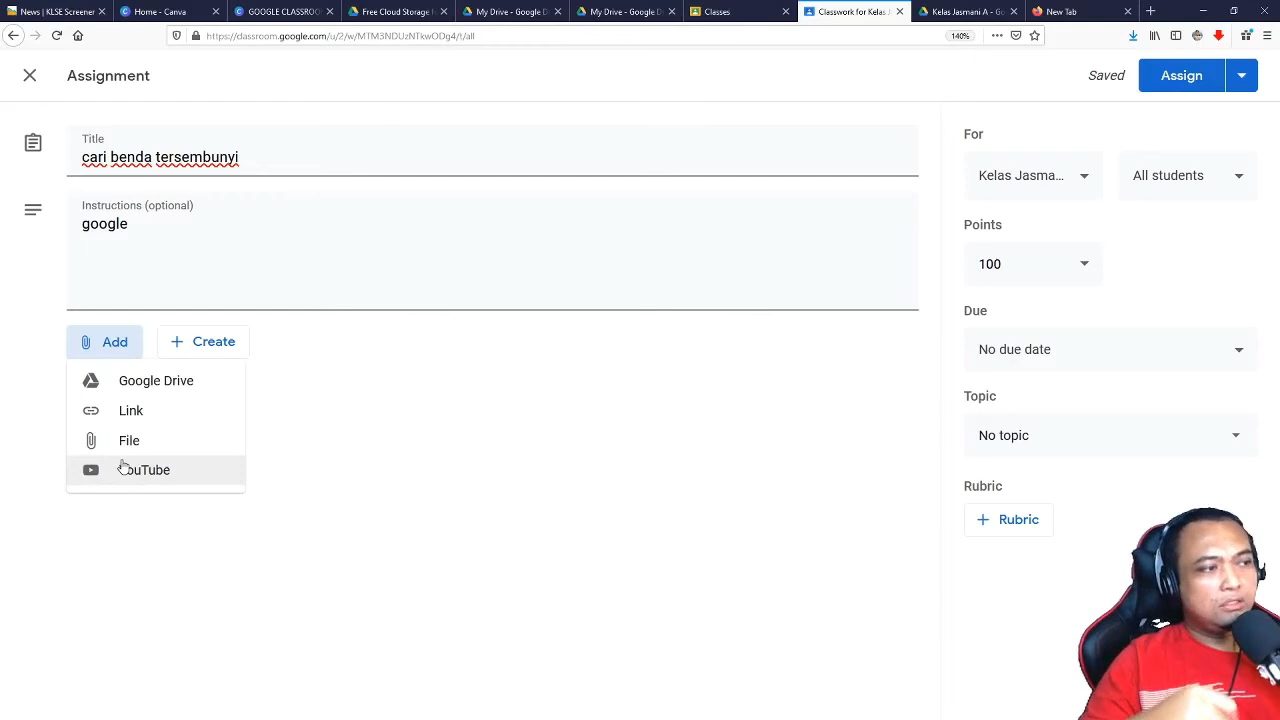 News | KLSE Screener
Home - Canva
GOOGLE CLASSROO
Free Cloud Storage
My Drive - Google D
My Drive - Google D
Classes
Classwork for Kelas J
Kelas Jasmani A - Go
New Tab
https://classroom.google.com/u/2/w/MTM3NDUzNTkwODg4/t/all
140%
Assignment
Saved
Assign
Title
cari benda tersembunyi
Instructions (optional)
google
Add
Create
Google Drive
Link
File
YouTube
For
Kelas Jasma...
All students
Points
100
Due
No due date
Topic
No topic
Rubric
Rubric